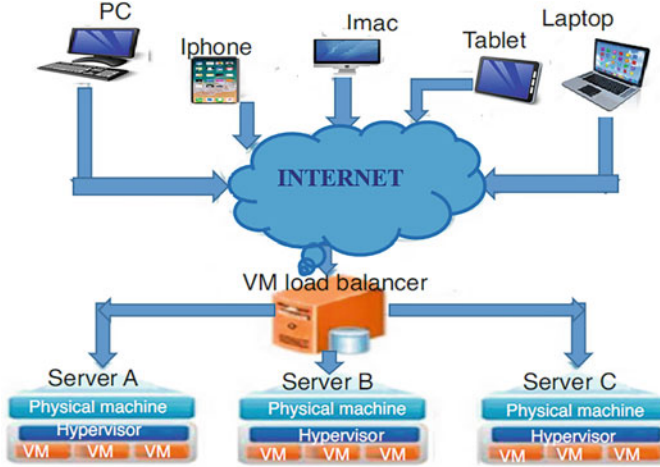 PC
Iphone
Imac
Tablet
Laptop
INTERNET
VM load balancer
Server A
Server B
Server C
Physical machine
Physical machine
Physical machine
Hypervisor
Hypervisor
Hypervisor
VM VM VM
VM VM VM
VM VM VM